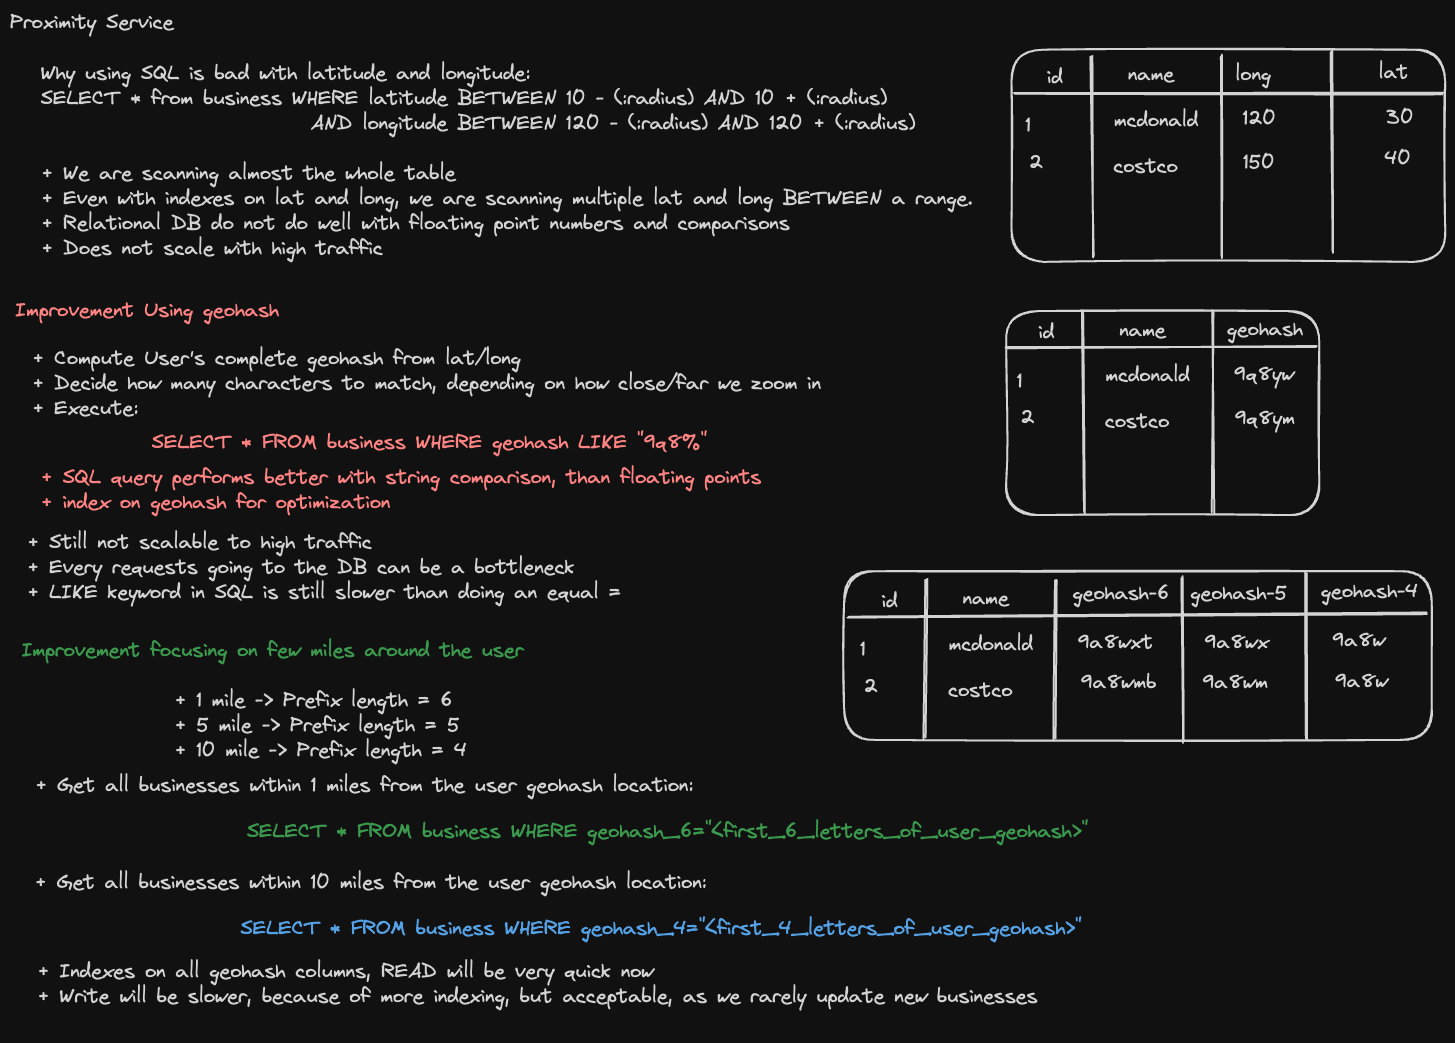 Proximity Service
Why using SQL is bad with latitude and longitude:
SELECT * from business WHERE latitude BETWEEN 10 - (:radius) AND 10 + (:radius)
AND longitude BETWEEN 120 - (:radius) AND 120 + (:radius)
+ We are scanning almost the whole table
+ Even with indexes on lat and long, we are scanning multiple lat and long BETWEEN a range.
+ Relational DB do not do well with floating point numbers and comparisons
+ Does not scale with high traffic
id name long lat
1 mcdonald 120 30
2 costco 150 40
Improvement Using geohash
+ Compute User's complete geohash from lat/long
+ Decide how many characters to match, depending on how close/far we zoom in
+ Execute:
SELECT * FROM business WHERE geohash LIKE "9q8%"
+ SQL query performs better with string comparison, than floating points
+ index on geohash for optimization
+ Still not scalable to high traffic
+ Every requests going to the DB can be a bottleneck
+ LIKE keyword in SQL is still slower than doing an equal =
id name geohash
1 mcdonald 9q8yw
2 costco 9q8ym
Improvement focusing on few miles around the user
+ 1 mile -> Prefix length = 6
+ 5 mile -> Prefix length = 5
+ 10 mile -> Prefix length = 4
id name geohash-6 geohash-5 geohash-4
1 mcdonald 9a8wxt 9a8wx 9a8w
2 costco 9a8wmb 9a8wm 9a8w
+ Get all businesses within 1 miles from the user geohash location:
SELECT * FROM business WHERE geohash_6="<first_6_letters_of_user_geohash>"
+ Get all businesses within 10 miles from the user geohash location:
SELECT * FROM business WHERE geohash_4="<first_4_letters_of_user_geohash>"
+ Indexes on all geohash columns, READ will be very quick now
+ Write will be slower, because of more indexing, but acceptable, as we rarely update new businesses